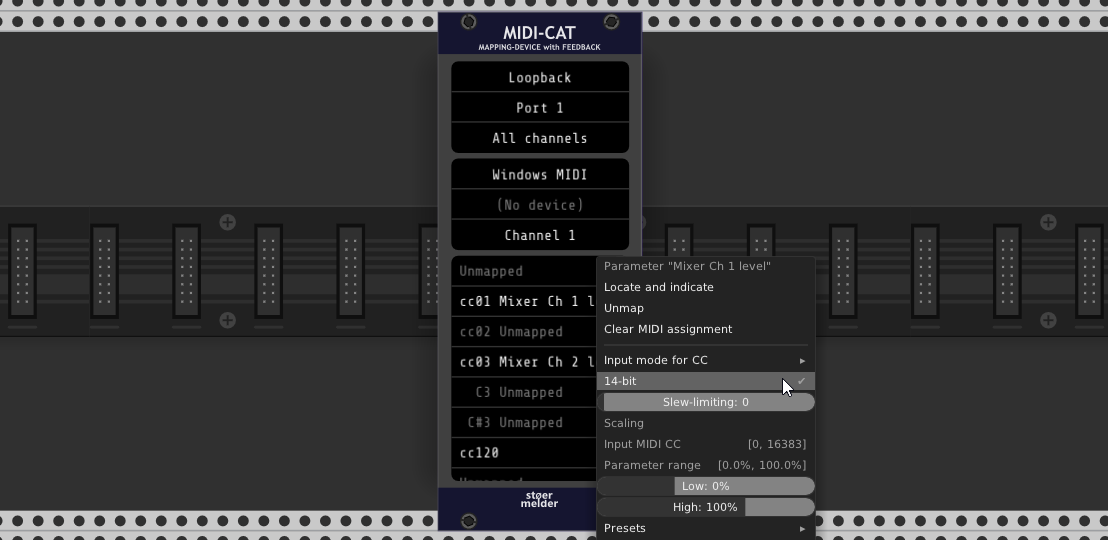 MIDI-CAT
MAPPING-DEVICE with FEEDBACK
Loopback
Port 1
All channels
Windows MIDI
(No device)
Channel 1
Unmapped
cc01 Mixer Ch 1 l
cc02 Unmapped
cc03 Mixer Ch 2 l
C3 Unmapped
C#3 Unmapped
cc120
Unmapped
støer
melder
Parameter "Mixer Ch 1 level"
Locate and indicate
Unmap
Clear MIDI assignment
Input mode for CC
14-bit
Slew-limiting: 0
Scaling
Input MIDI CC [0, 16383]
Parameter range [0.0%, 100.0%]
Low: 0%
High: 100%
Presets